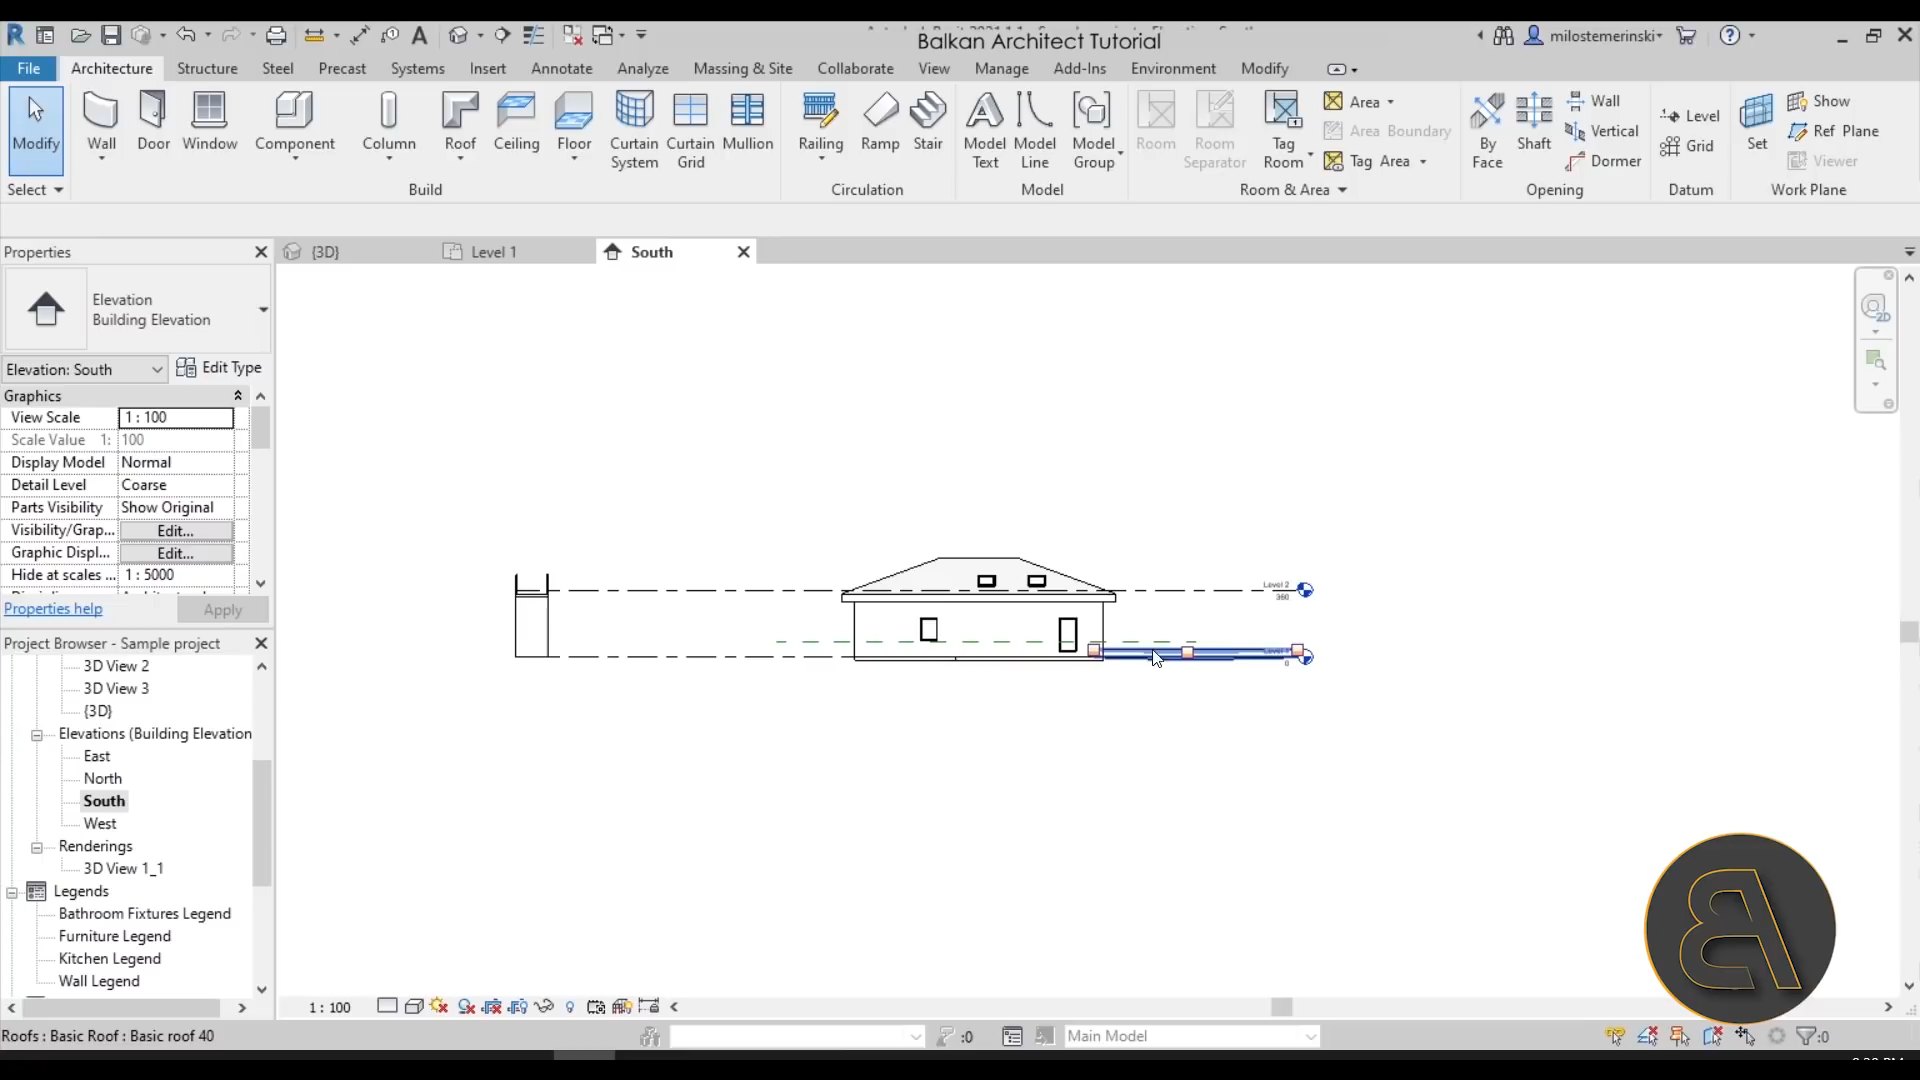 Balkan Architect Tutorial
milostemerinski
File
Architecture
Structure
Steel
Precast
Systems
Insert
Annotate
Analyze
Massing & Site
Collaborate
View
Manage
Add-Ins
Environment
Modify
Modify
Wall
Door
Window
Component
Column
Roof
Ceiling
Floor
Curtain
System
Curtain
Grid
Mullion
Railing
Ramp
Stair
Model
Text
Model
Line
Model
Group
Room
Room
Separator
Tag
Room
Area
Area Boundary
Tag Area
By
Face
Shaft
Wall
Vertical
Dormer
Level
Grid
Set
Show
Ref Plane
Viewer
Select
Build
Circulation
Model
Room & Area
Opening
Datum
Work Plane
Properties
{3D}
Level 1
South
Elevation
Building Elevation
Elevation: South
Edit Type
Graphics
View Scale
1 : 100
Scale Value 1:
100
Display Model
Normal
Detail Level
Coarse
Parts Visibility
Show Original
Visibility/Grap...
Edit...
Graphic Displ...
Edit...
Hide at scales ...
1 : 5000
Properties help
Apply
Project Browser - Sample project
3D View 2
3D View 3
{3D}
Elevations (Building Elevation
East
North
South
West
Renderings
3D View 1_1
Legends
Bathroom Fixtures Legend
Furniture Legend
Kitchen Legend
Wall Legend
2D
Level 2
360
0
1 : 100
Roofs : Basic Roof : Basic roof 40
:0
Main Model
:0